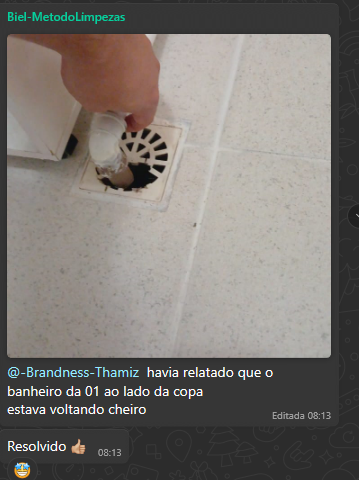 Biel-MetodoLimpezas
@-Brandness-Thamiz havia relatado que o
banheiro da 01 ao lado da copa
estava voltando cheiro
Editada 08:13
Resolvido 👍🏼
08:13